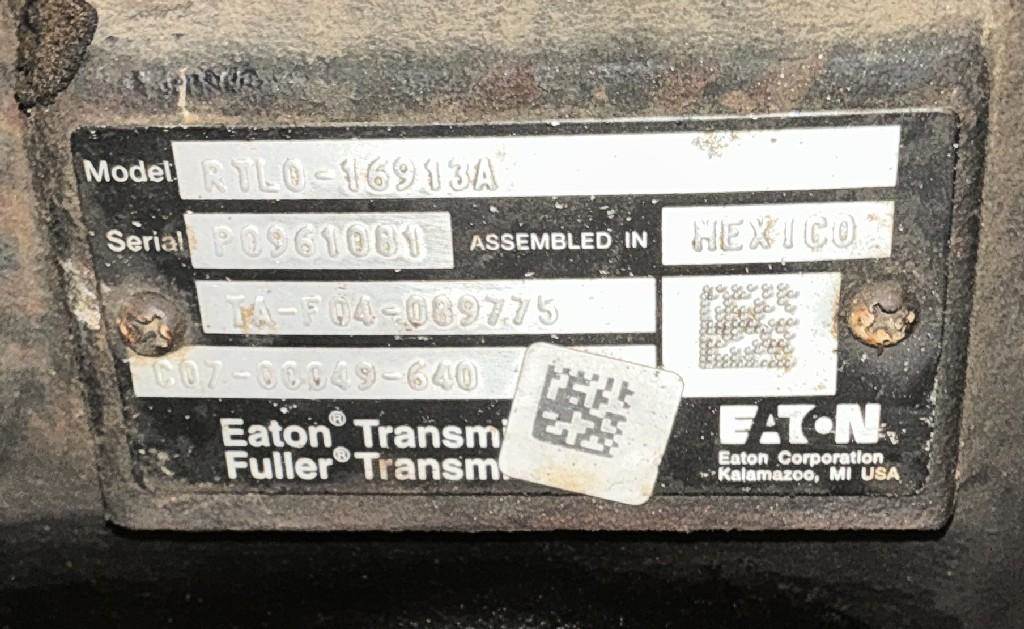 Model RTLO-16913A
Serial P0961081 ASSEMBLED IN MEXICO
TA-F04-089775
C07-00049-640
Eaton® Transmi
Fuller® Transm
EATON
Eaton Corporation
Kalamazoo, MI USA